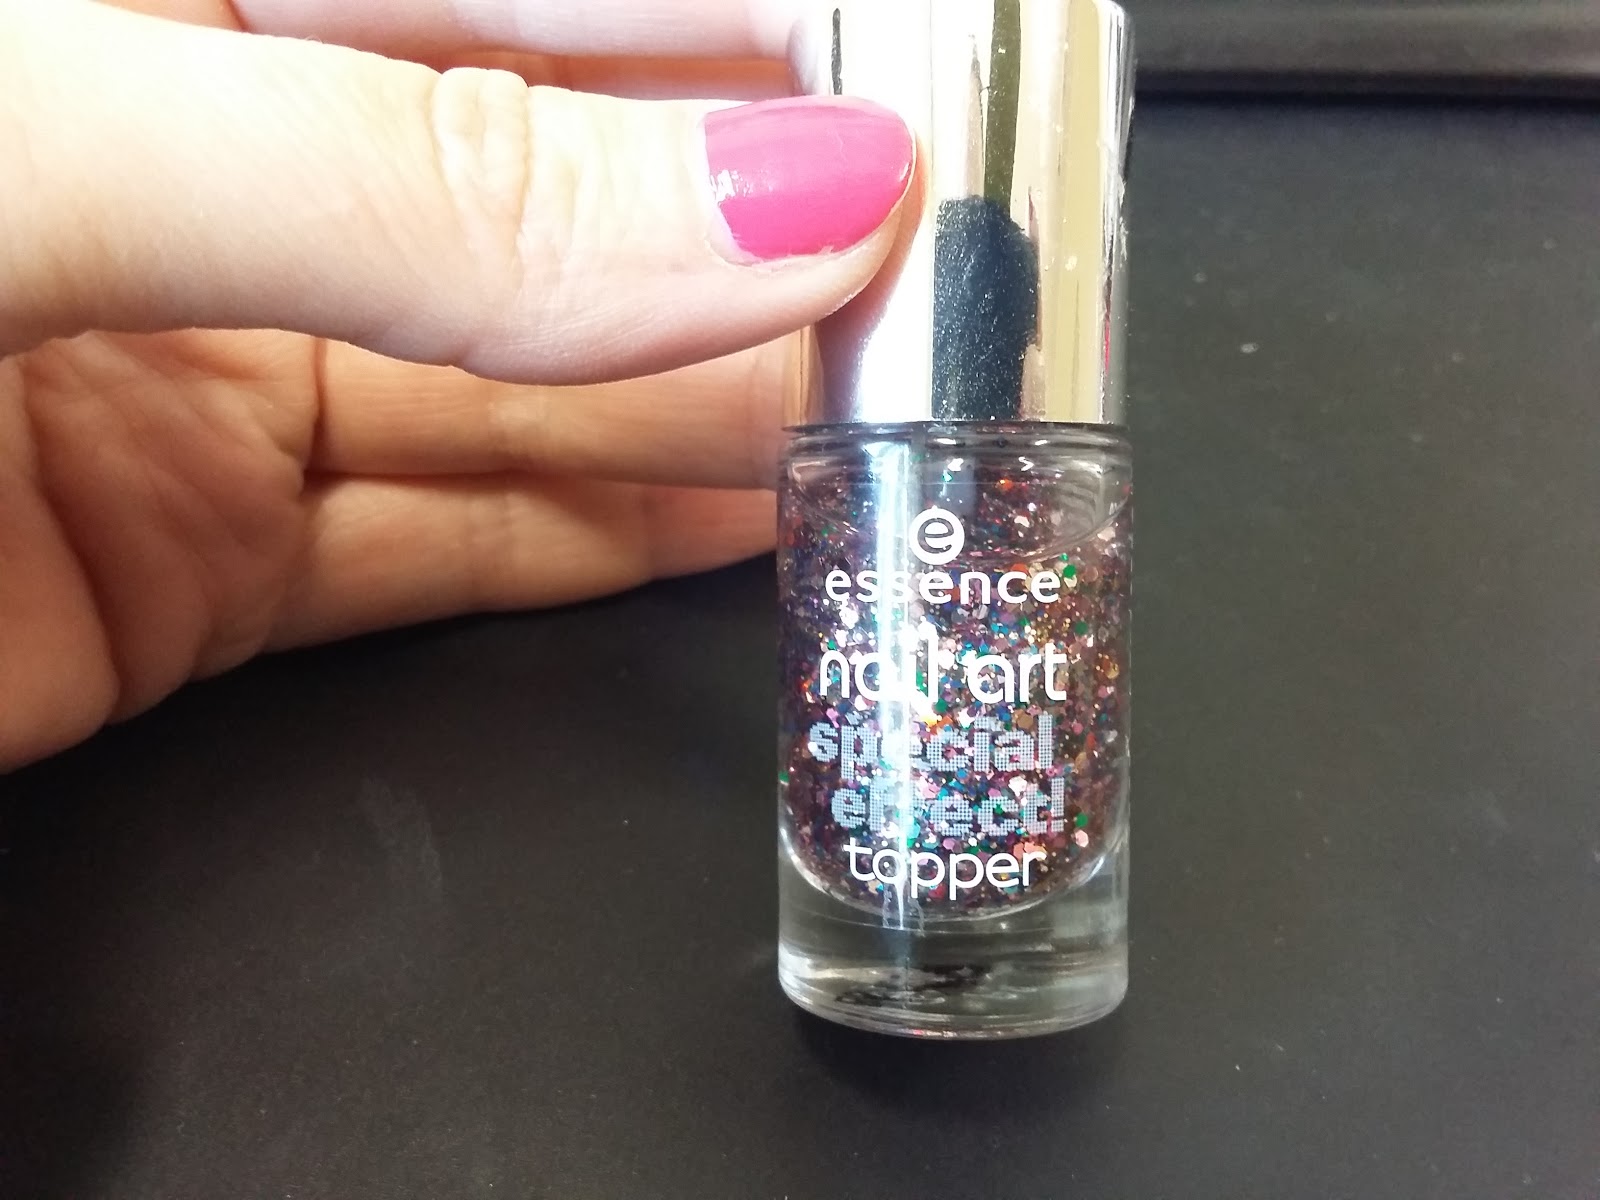 e
essence
nail art
special
effect!
topper